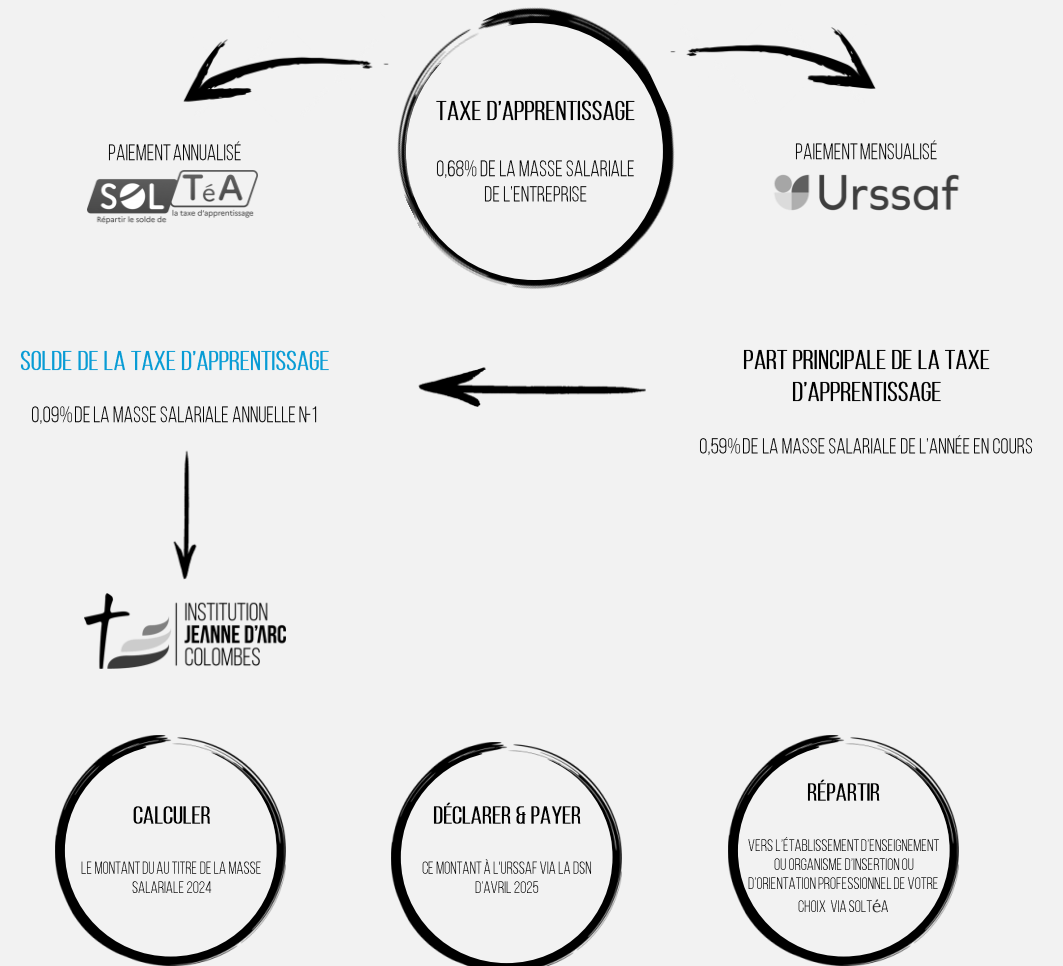 TAXE D'APPRENTISSAGE
0,68% DE LA MASSE SALARIALE
DE L'ENTREPRISE
PAIEMENT ANNUALISÉ
SOLTéA
Répartir le solde de la taxe d'apprentissage
PAIEMENT MENSUALISÉ
Urssaf
SOLDE DE LA TAXE D'APPRENTISSAGE
0,09% DE LA MASSE SALARIALE ANNUELLE N-1
PART PRINCIPALE DE LA TAXE
D'APPRENTISSAGE
0,59% DE LA MASSE SALARIALE DE L'ANNÉE EN COURS
INSTITUTION
JEANNE D'ARC
COLOMBES
CALCULER
LE MONTANT DU AU TITRE DE LA MASSE
SALARIALE 2024
DÉCLARER & PAYER
CE MONTANT À L'URSSAF VIA LA DSN
D'AVRIL 2025
RÉPARTIR
VERS L'ÉTABLISSEMENT D'ENSEIGNEMENT
OU ORGANISME D'INSERTION OU
D'ORIENTATION PROFESSIONNEL DE VOTRE
CHOIX VIA SOLTéA